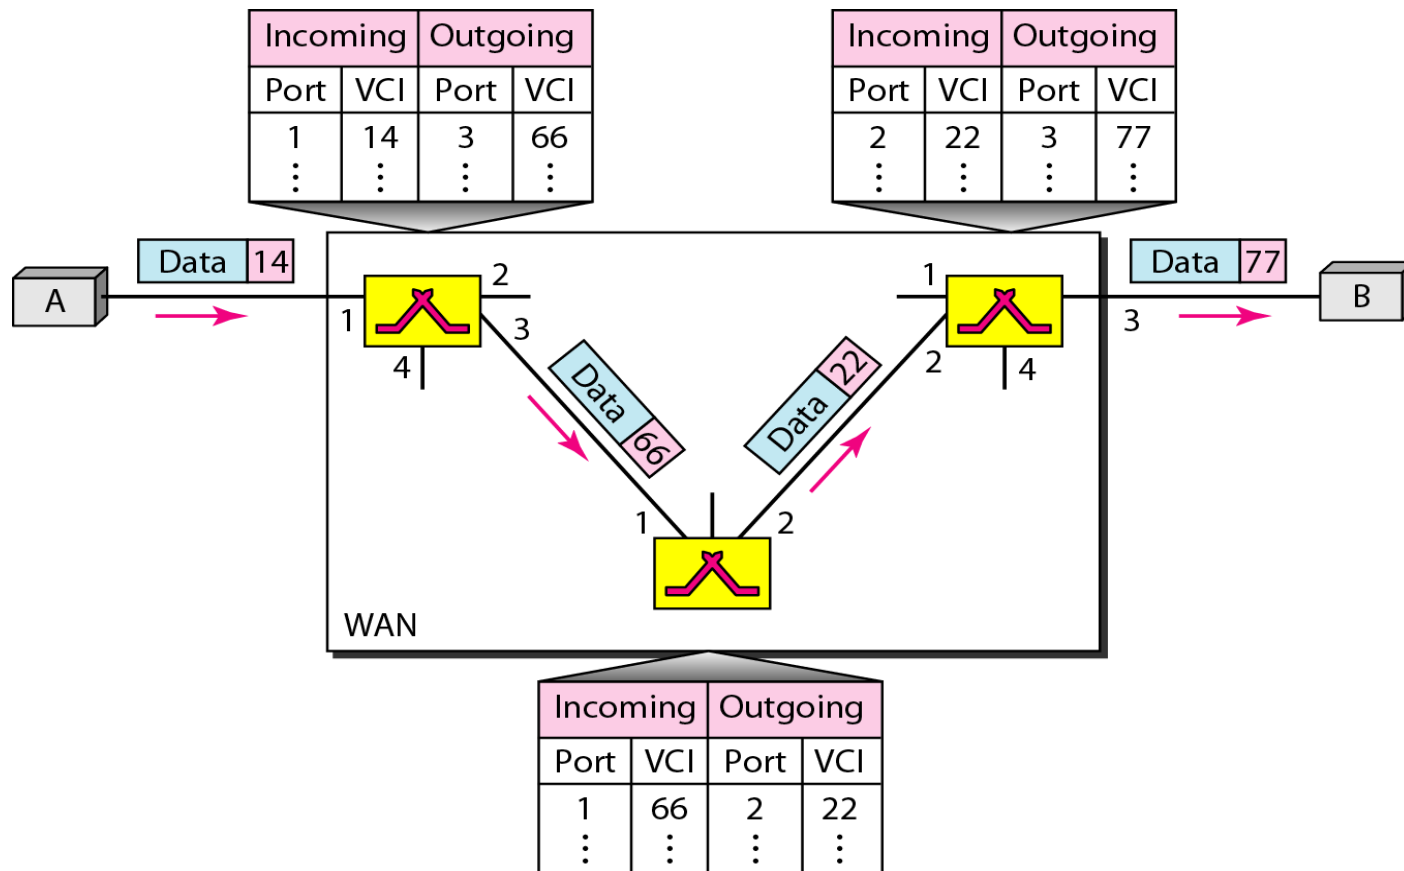 Incoming Outgoing
Port VCI Port VCI
1 14 3 66
⋮ ⋮ ⋮ ⋮
Incoming Outgoing
Port VCI Port VCI
2 22 3 77
⋮ ⋮ ⋮ ⋮
A
Data 14
1
2
3
4
Data 66
1
2
Data 22
1
2
4
3
Data 77
B
WAN
Incoming Outgoing
Port VCI Port VCI
1 66 2 22
⋮ ⋮ ⋮ ⋮